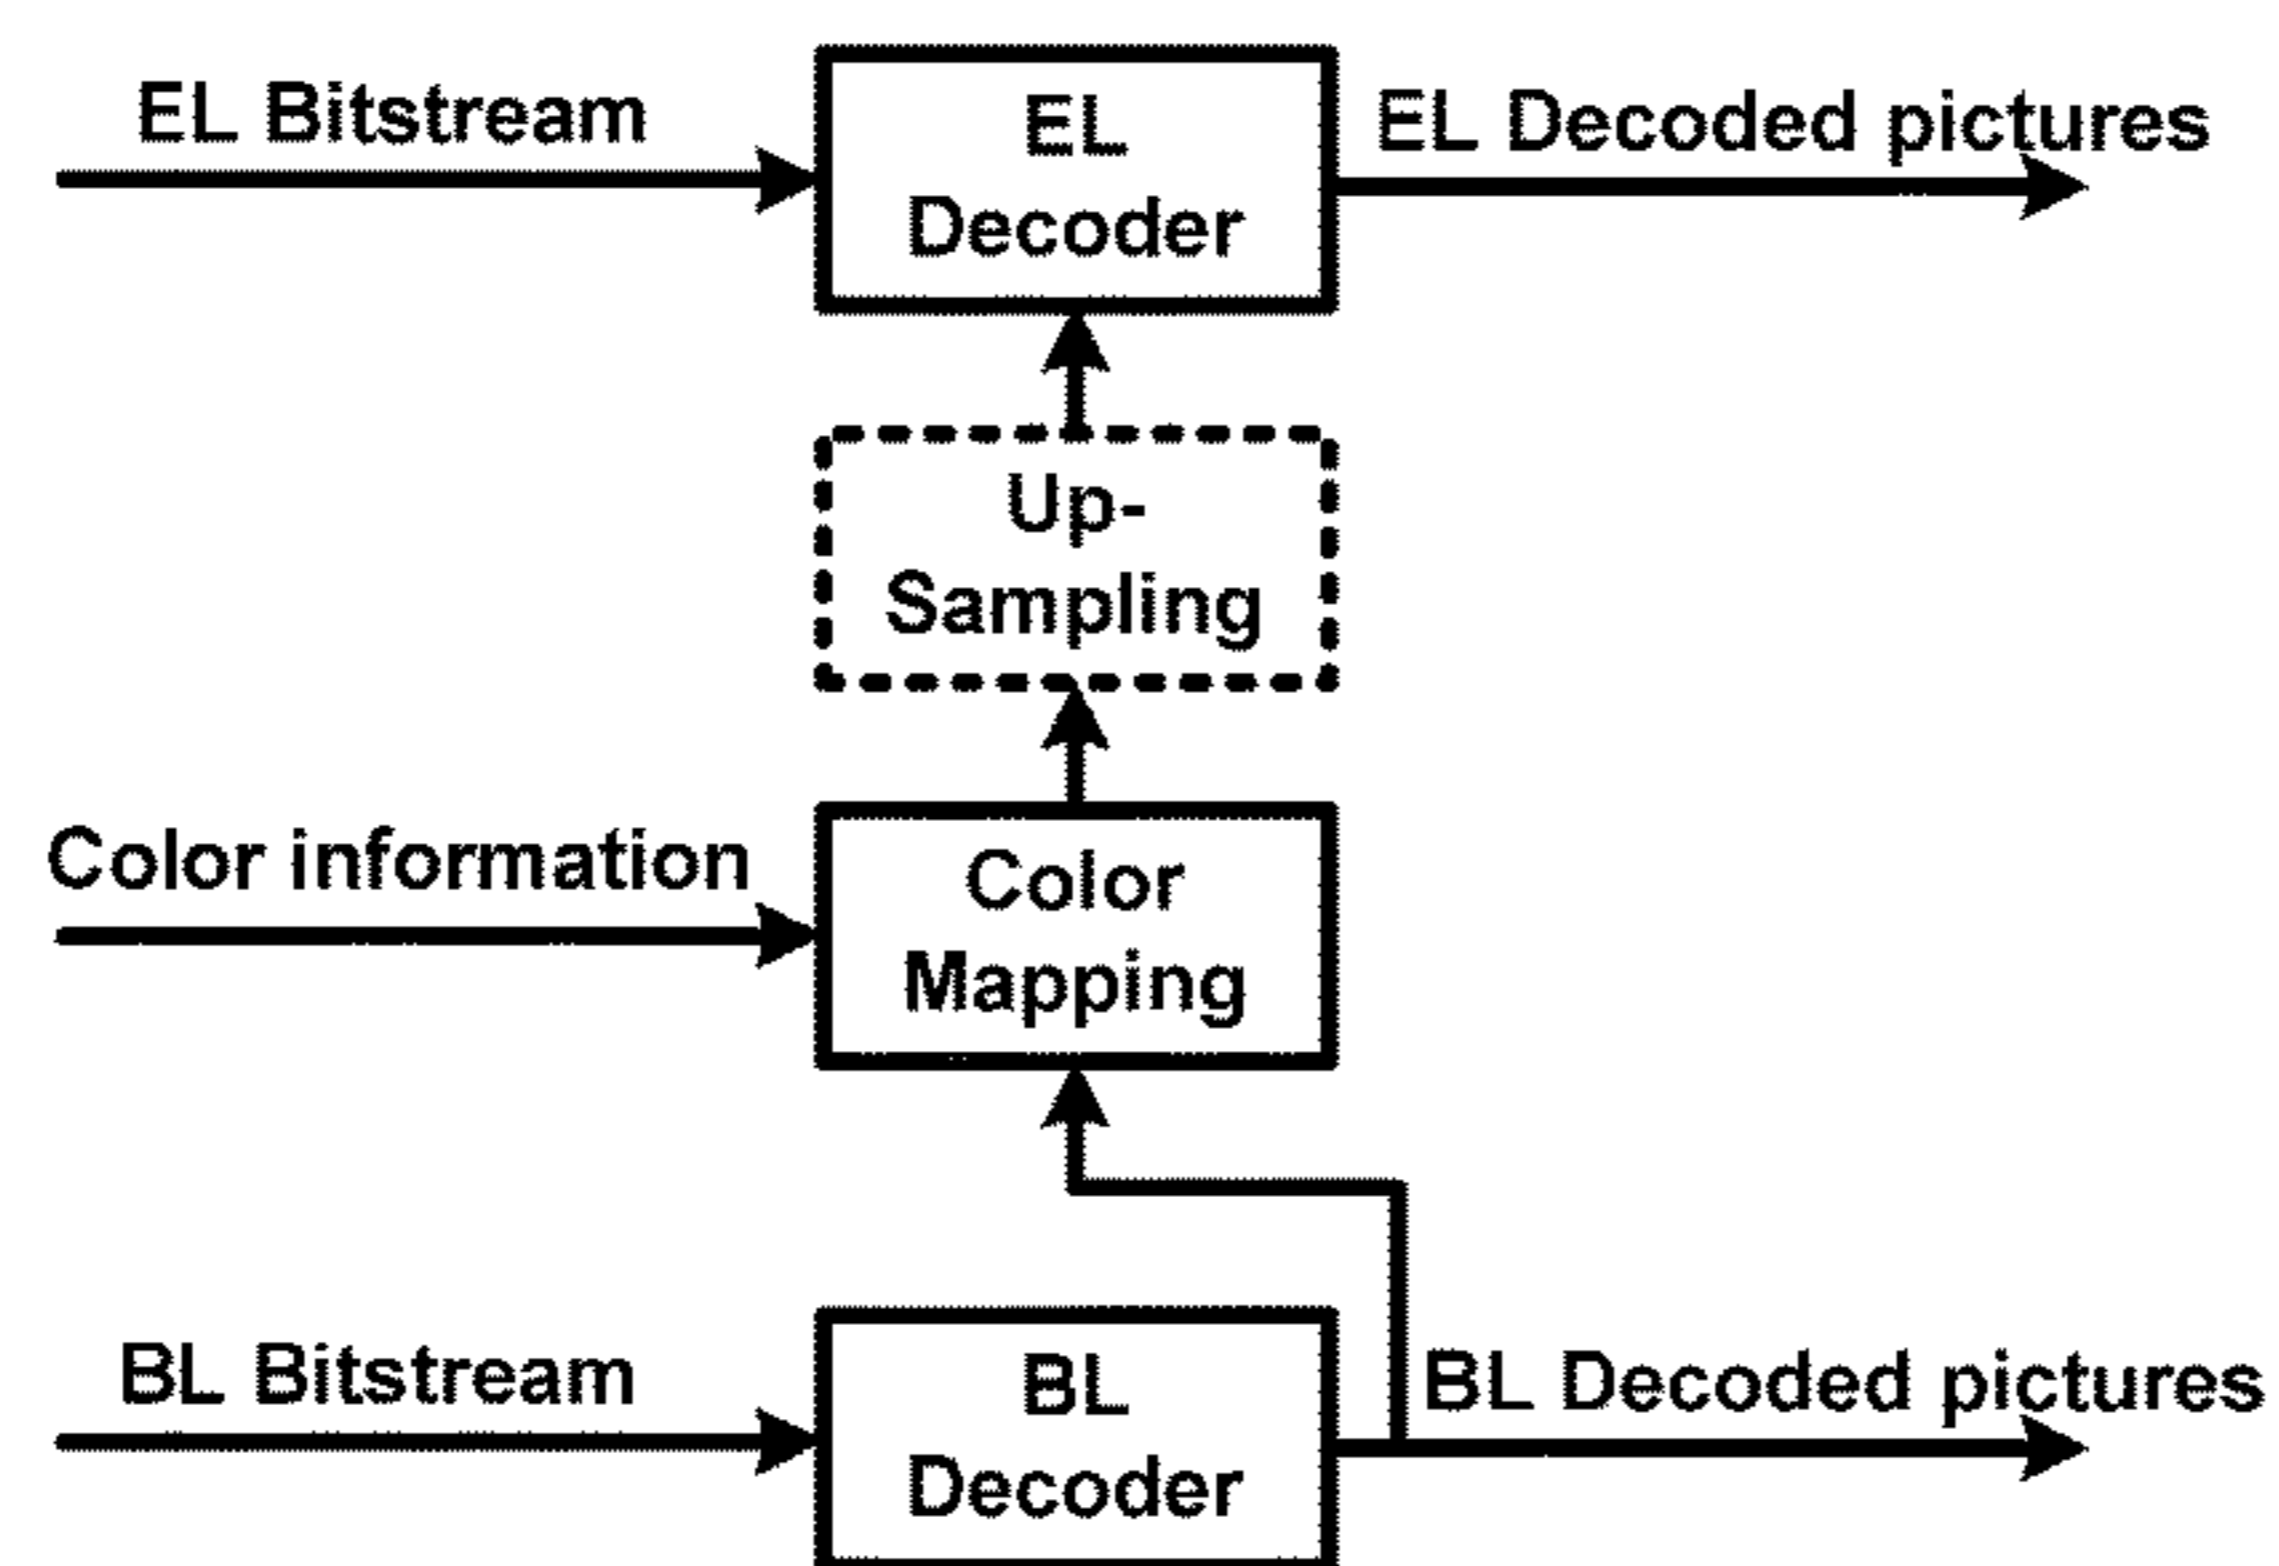 EL Bitstream
EL
Decoder
EL Decoded pictures
Up-
Sampling
Color information
Color
Mapping
BL Bitstream
BL
Decoder
BL Decoded pictures